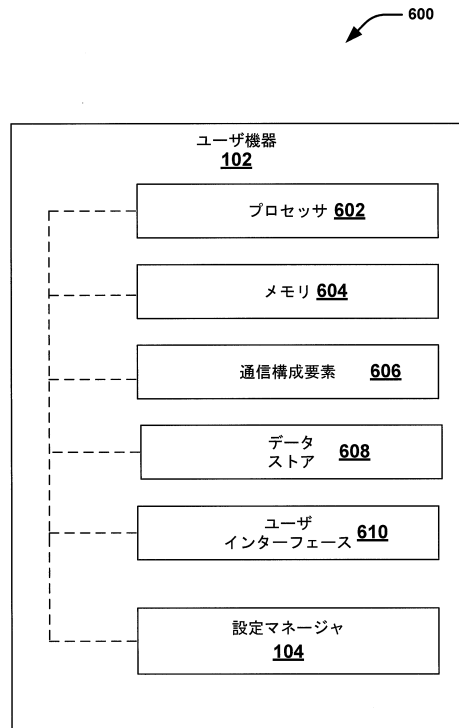 600
ユーザ機器
102
プロセッサ 602
メモリ 604
通信構成要素 606
データ
ストア 608
ユーザ
インターフェース 610
設定マネージャ
104